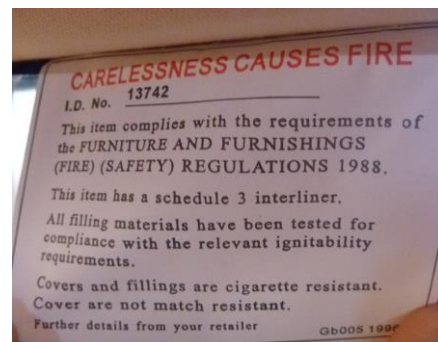 CARELESSNESS CAUSES FIRE
I.D. No. 13742
This item complies with the requirements of
the FURNITURE AND FURNISHINGS
(FIRE) (SAFETY) REGULATIONS 1988.
This item has a schedule 3 interliner.
All filling materials have been tested for
compliance with the relevant ignitability
requirements.
Covers and fillings are cigarette resistant.
Cover are not match resistant.
Further details from your retailer
Gb005